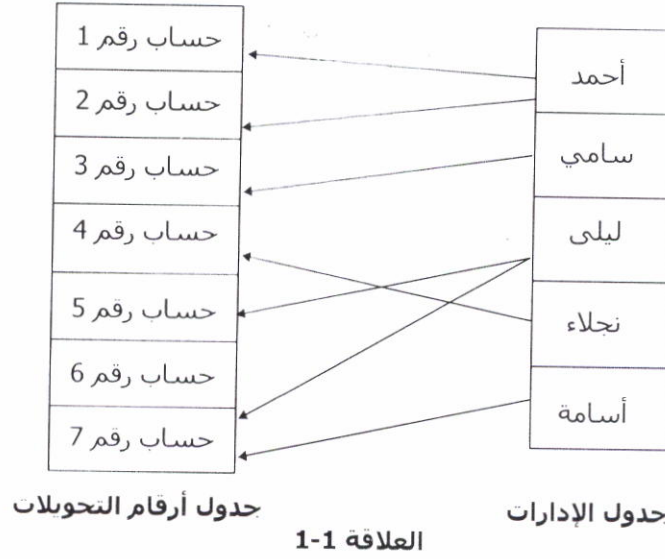 أحمد
سامي
ليلى
نجلاء
أسامة
جدول الإدارات
حساب رقم 1
حساب رقم 2
حساب رقم 3
حساب رقم 4
حساب رقم 5
حساب رقم 6
حساب رقم 7
جدول أرقام التحويلات
العلاقة 1-1